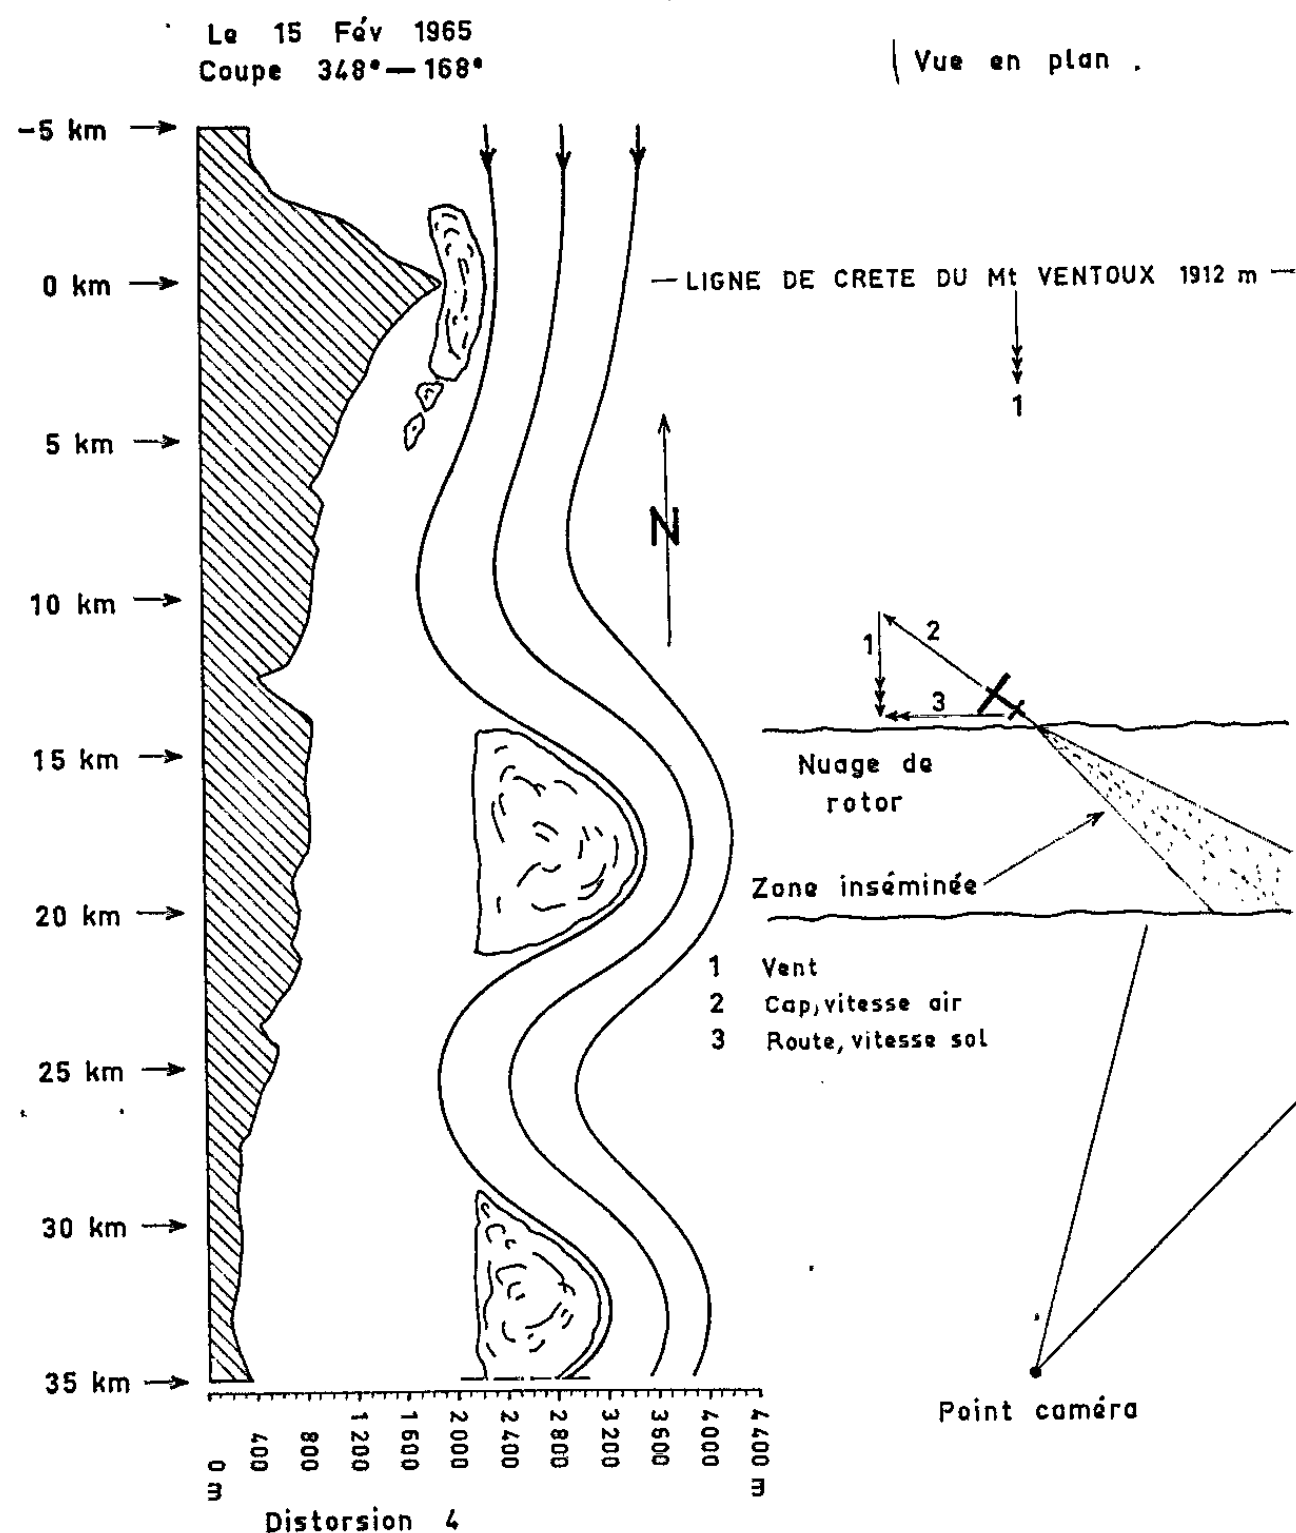 Le 15 Fév 1965
Coupe 348°—168°
Vue en plan .
-5 km
0 km
5 km
10 km
15 km
20 km
25 km
30 km
35 km
— LIGNE DE CRETE DU Mt VENTOUX 1912 m —
1
N
1
2
3
Nuage de
rotor
Zone inséminée
1 Vent
2 Cap, vitesse air
3 Route, vitesse sol
Point caméra
0 m
400
800
1200
1600
2000
2400
2800
3200
3600
4000
4400 m
Distorsion 4